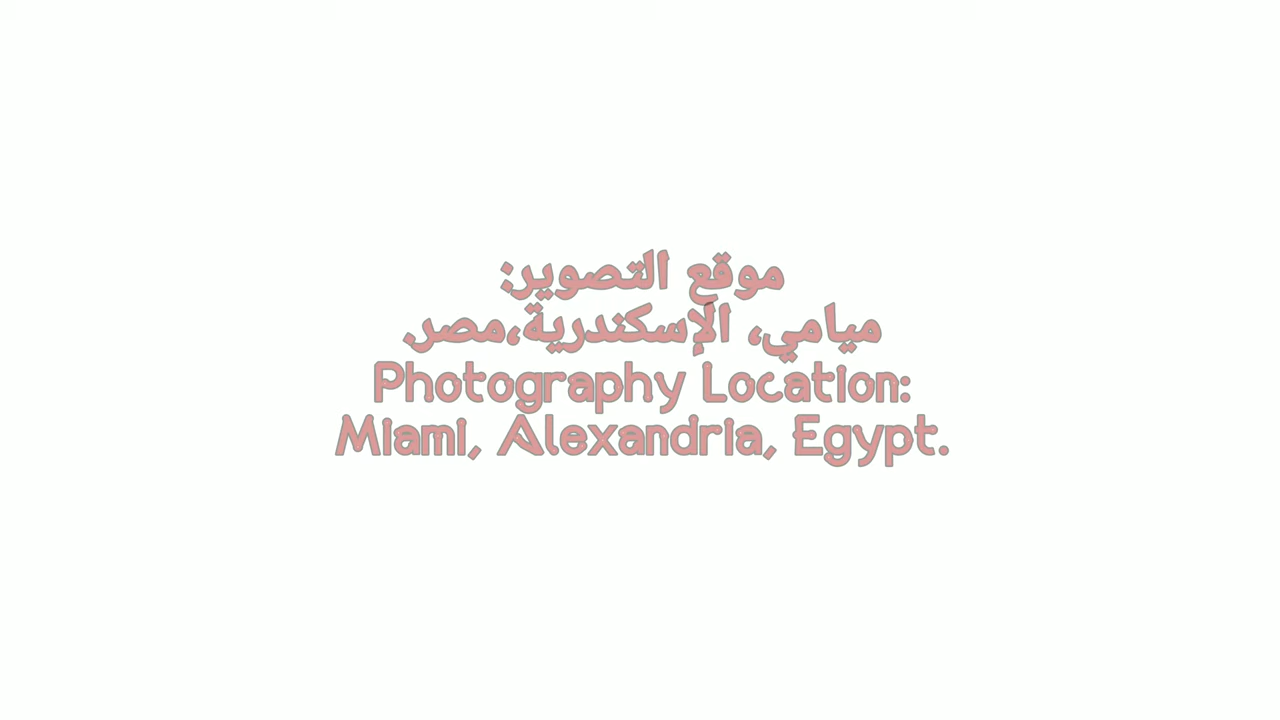 موقع التصوير:
ميامي، الإسكندرية،مصر.
Photography Location:
Miami, Alexandria, Egypt.